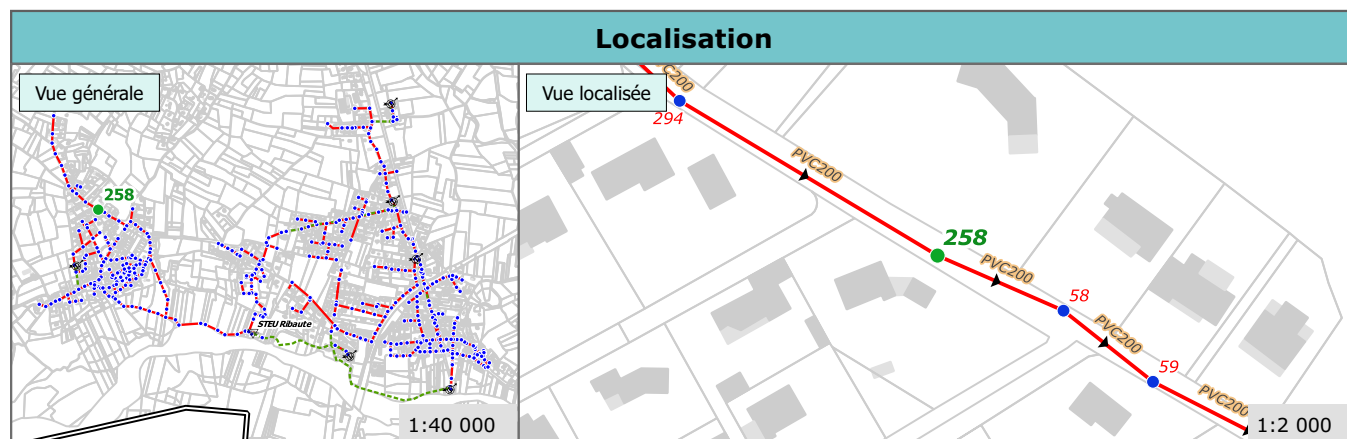 Localisation
Vue générale
258
STEU Ribaute
1:40 000
Vue localisée
PVC200
294
PVC200
258
PVC200
58
PVC200
59
PVC200
1:2 000